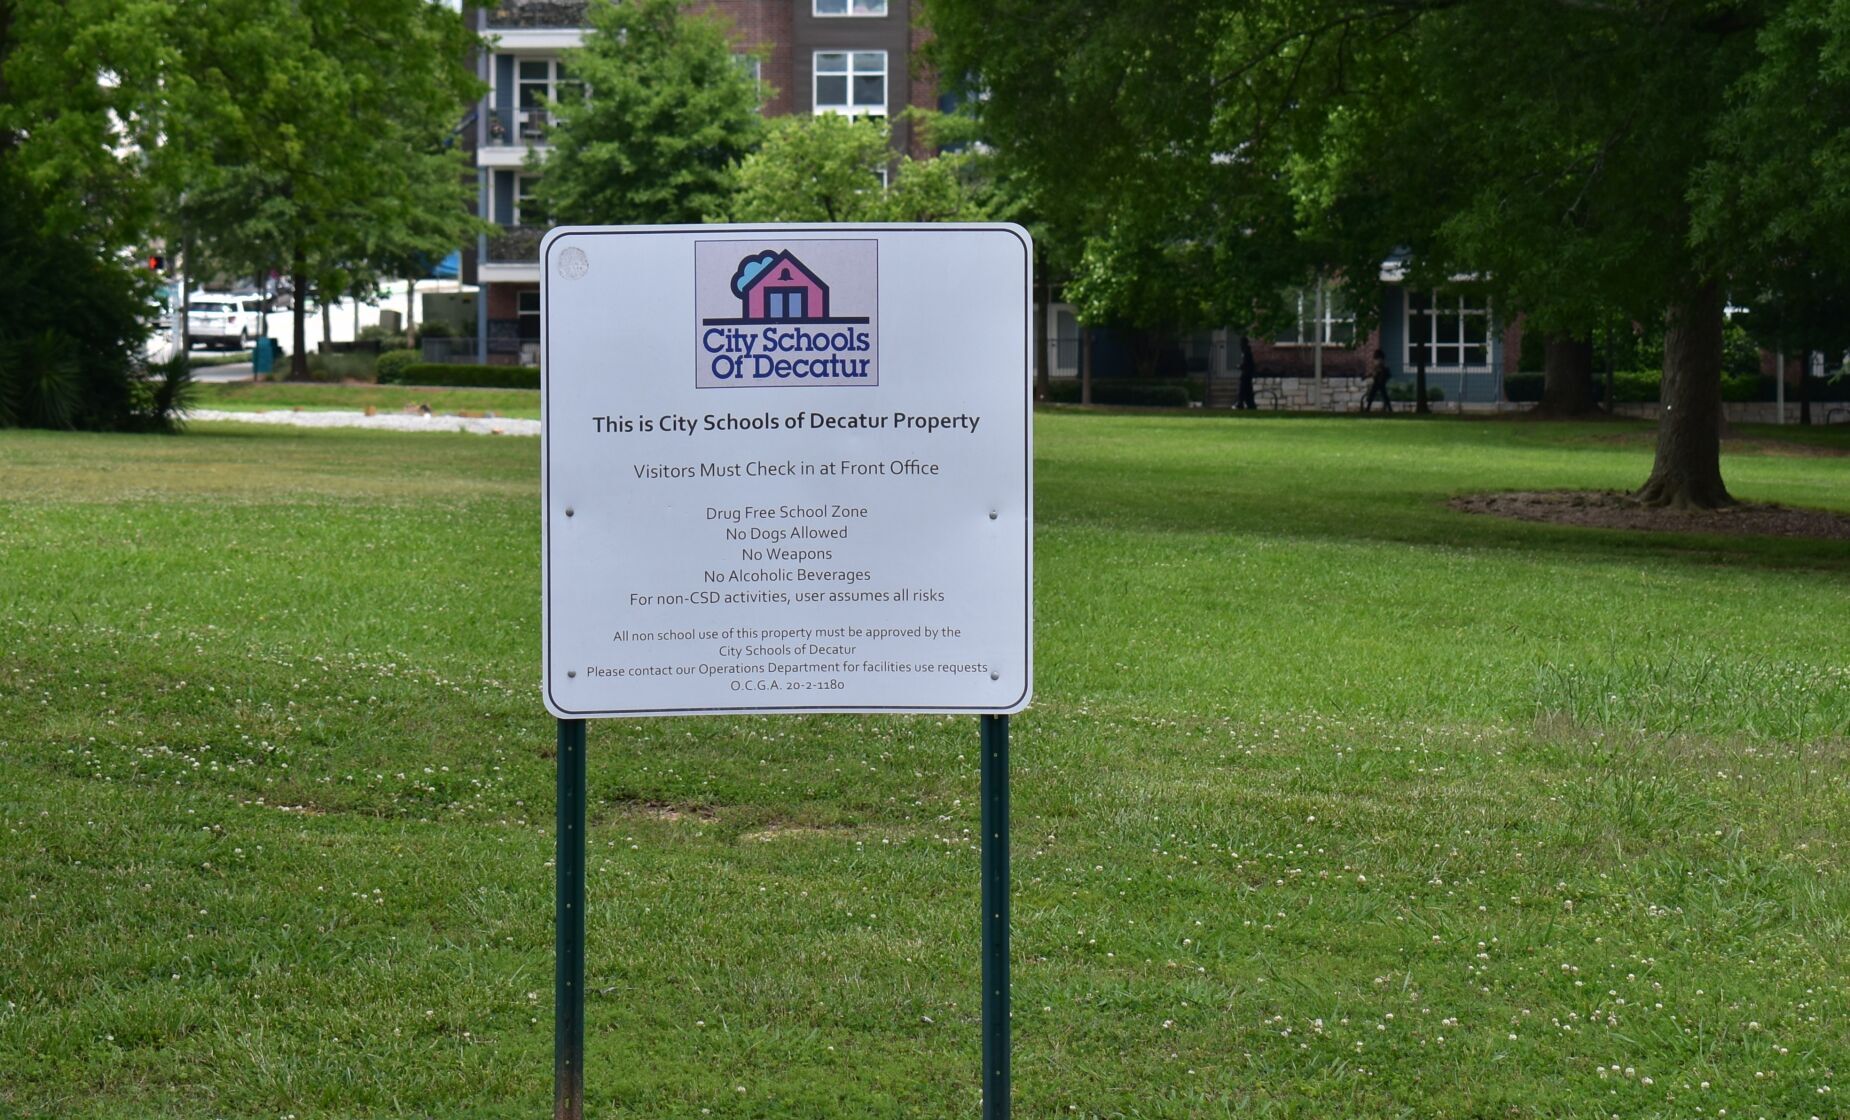 City Schools
Of Decatur
This is City Schools of Decatur Property
Visitors Must Check in at Front Office
Drug Free School Zone
No Dogs Allowed
No Weapons
No Alcoholic Beverages
For non-CSD activities, user assumes all risks
All non school use of this property must be approved by the
City Schools of Decatur
Please contact our Operations Department for facilities use requests
O.C.G.A. 20-2-1180